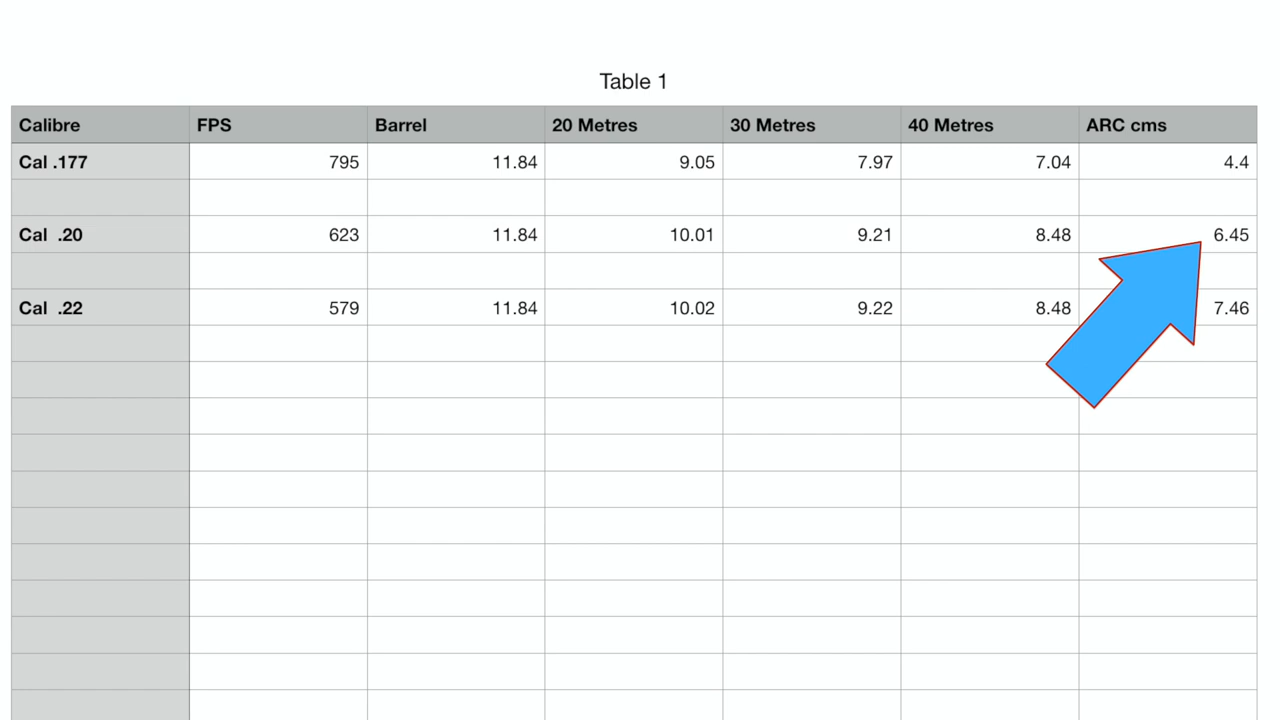 Table 1
Calibre FPS Barrel 20 Metres 30 Metres 40 Metres ARC cms
Cal .177 795 11.84 9.05 7.97 7.04 4.4
Cal .20 623 11.84 10.01 9.21 8.48 6.45
Cal .22 579 11.84 10.02 9.22 8.48 7.46